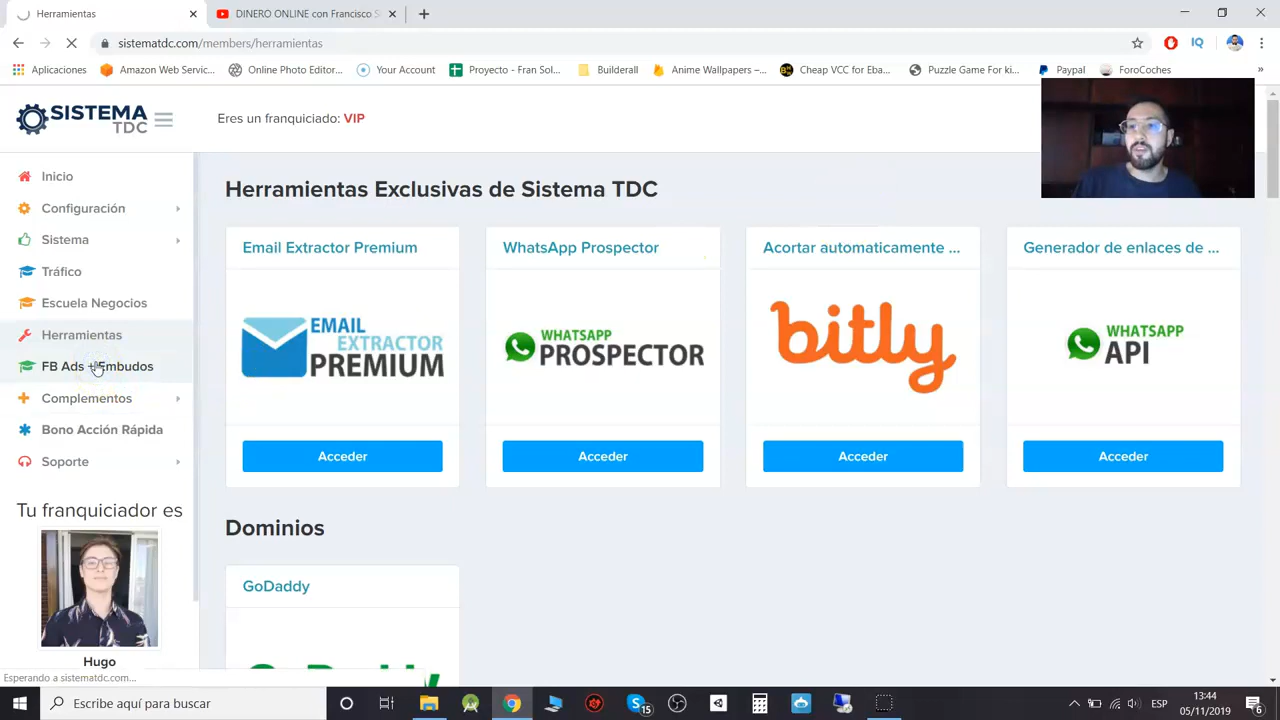 Herramientas
DINERO ONLINE con Francisco S
sistematdc.com/members/herramientas
Aplicaciones
Amazon Web Servic...
Online Photo Editor...
Your Account
Proyecto - Fran Sol...
Builderall
Anime Wallpapers –...
Cheap VCC for Eba...
Puzzle Game For ki...
Paypal
ForoCoches
SISTEMA
TDC
Eres un franquiciado: VIP
Inicio
Configuración
Sistema
Tráfico
Escuela Negocios
Herramientas
FB Ads + Embudos
Complementos
Bono Acción Rápida
Soporte
Tu franquiciador es
Hugo
Esperando a sistematdc.com...
Herramientas Exclusivas de Sistema TDC
Email Extractor Premium
WhatsApp Prospector
Acortar automaticamente ...
Generador de enlaces de ...
EMAIL
EXTRACTOR
PREMIUM
WHATSAPP
PROSPECTOR
bitly
WHATSAPP
API
Acceder
Acceder
Acceder
Acceder
Dominios
GoDaddy
Escribe aquí para buscar
15
ESP
13:44
05/11/2019
6